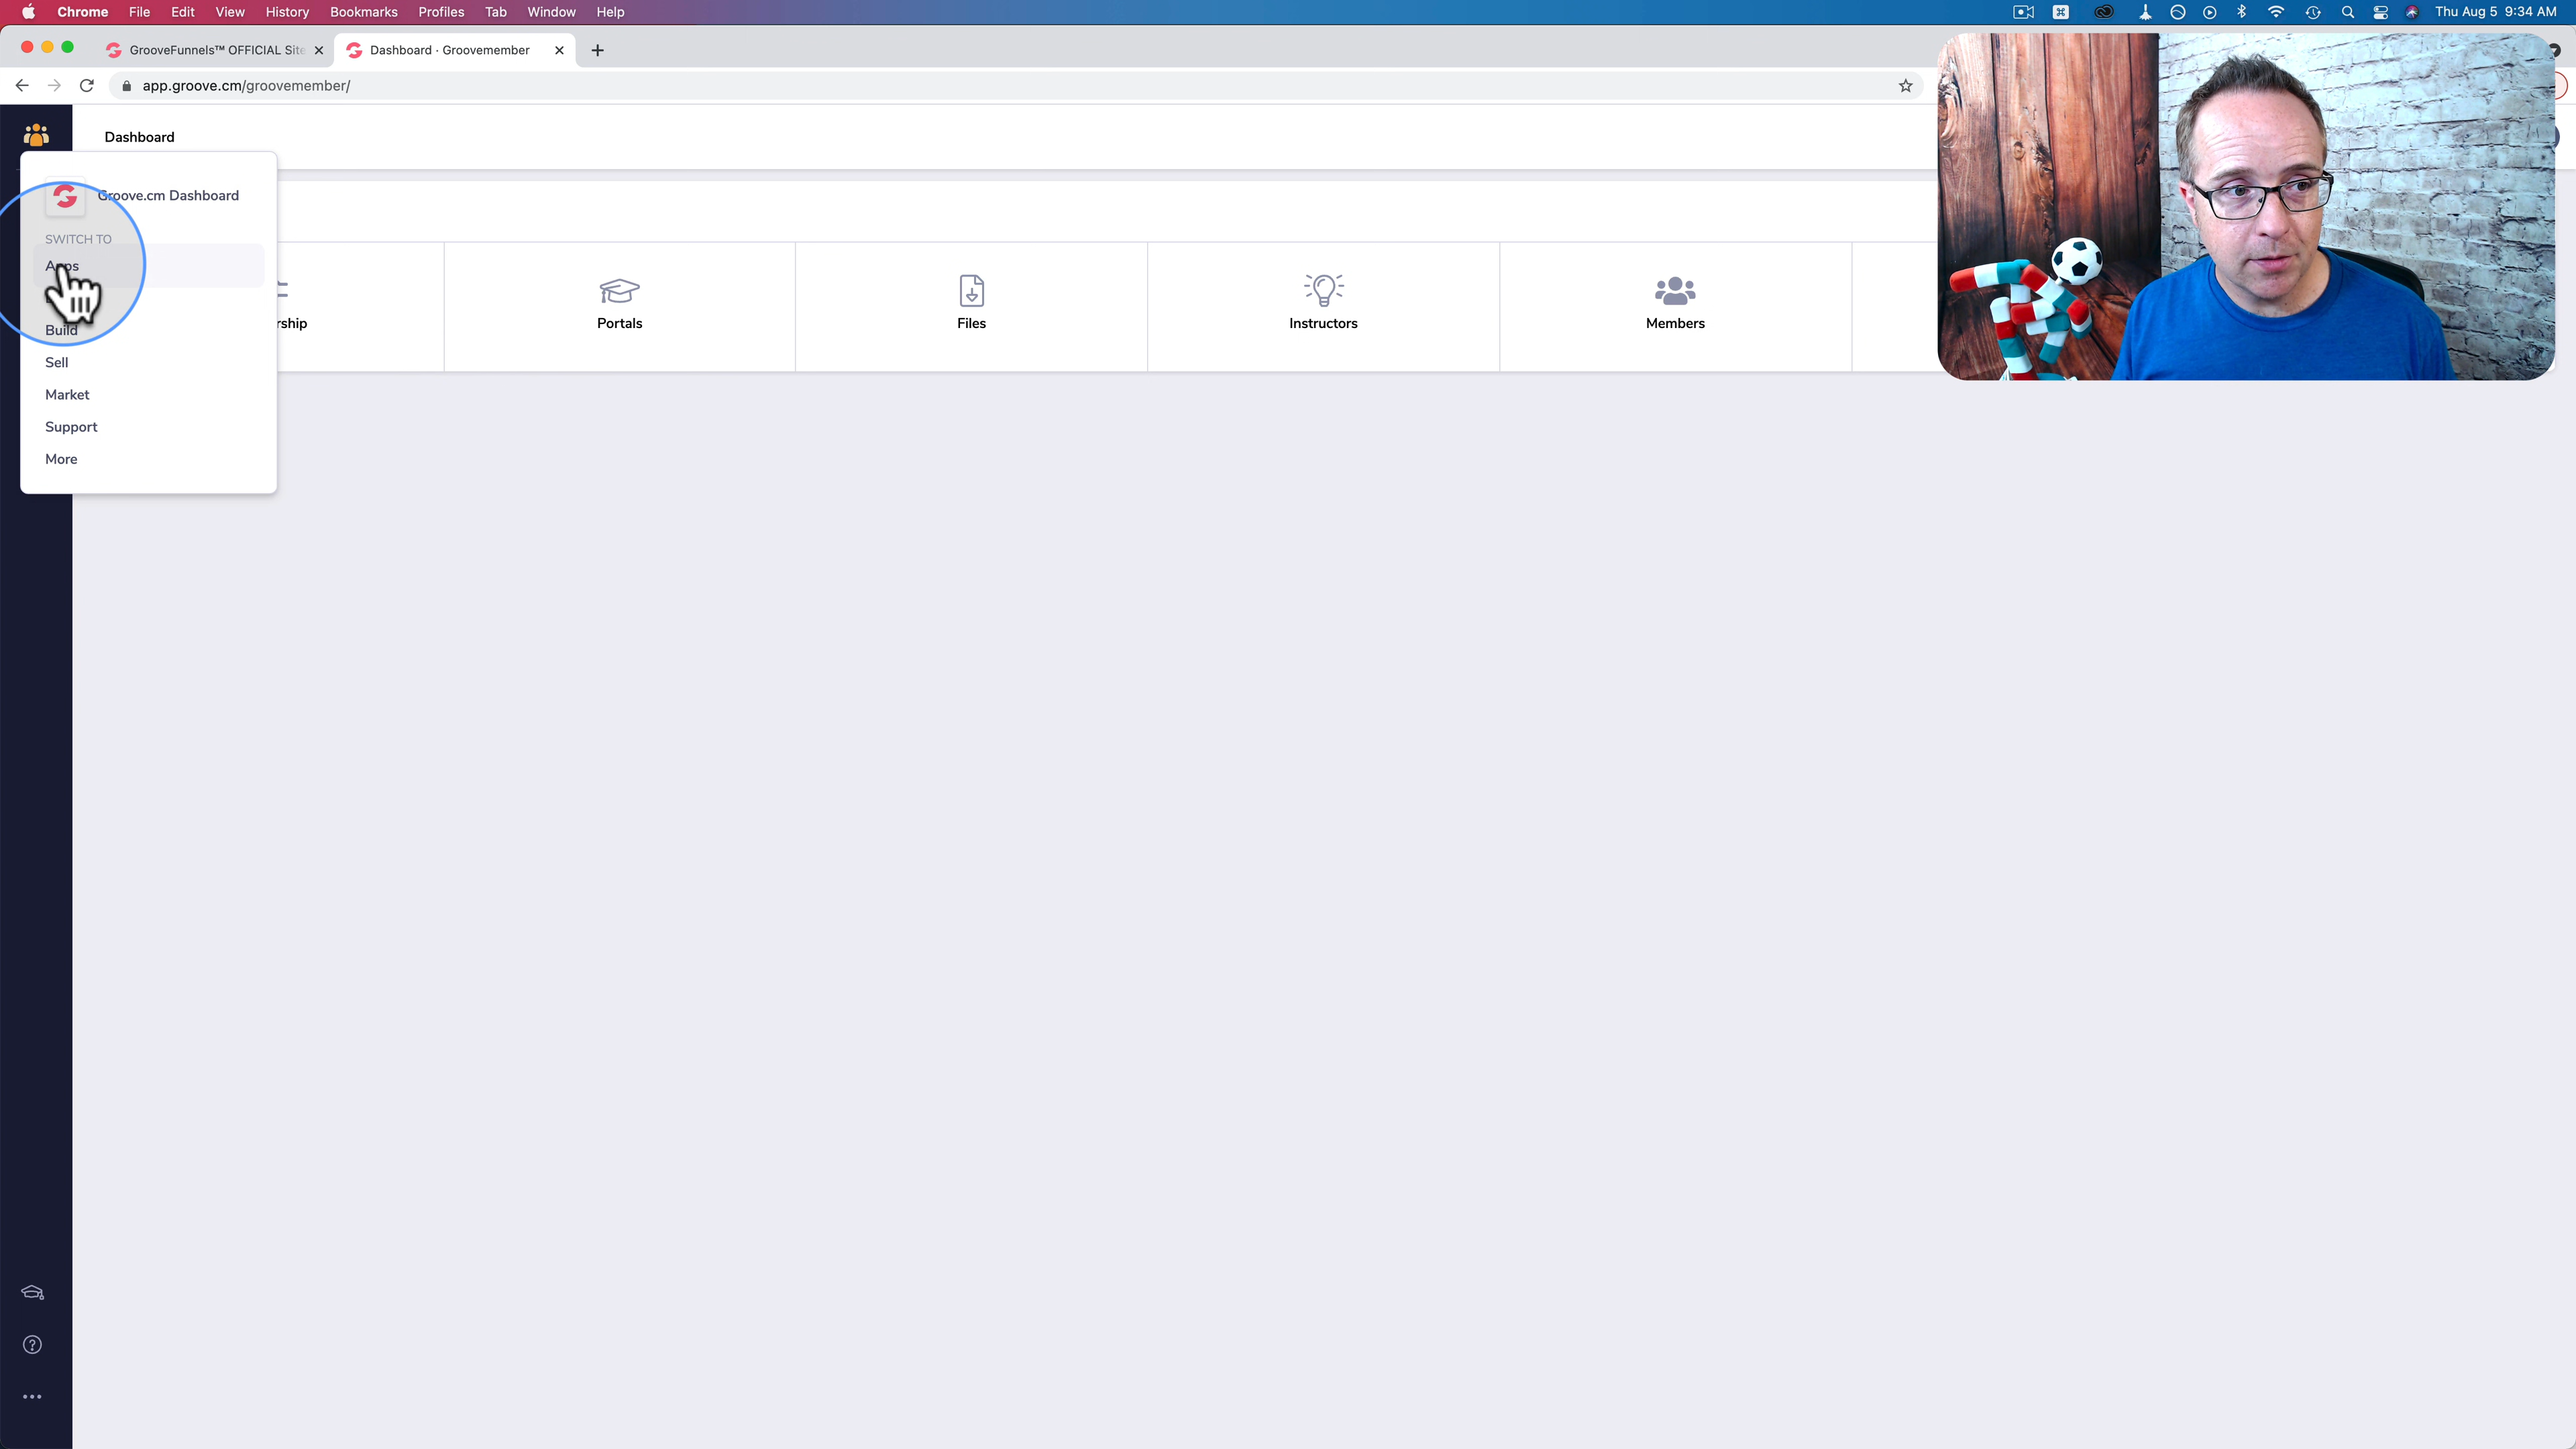 Chrome File Edit View History Bookmarks Profiles Tab Window Help Thu Aug 5 9:34 AM
GrooveFunnels™ OFFICIAL Site Dashboard · Groovemember
app.groove.cm/groovemember/
Dashboard
Groove.cm Dashboard
SWITCH TO
Apps
Build
Sell
Market
Support
More
rship
Portals
Files
Instructors
Members